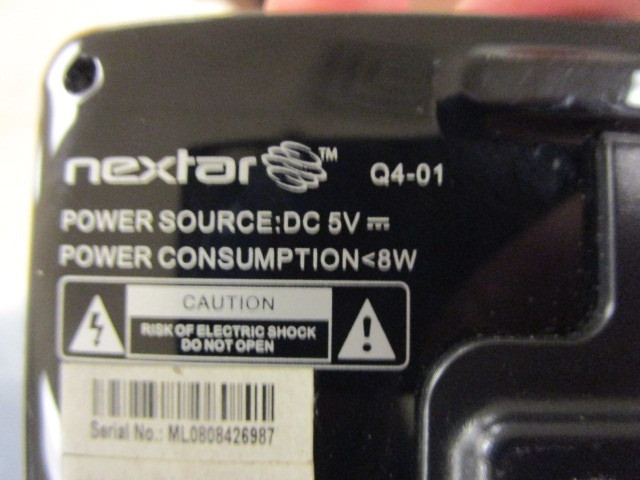 nextar™ Q4-01
POWER SOURCE:DC 5V ⎓
POWER CONSUMPTION<8W
CAUTION
RISK OF ELECTRIC SHOCK
DO NOT OPEN
Serial No.: ML0808426987